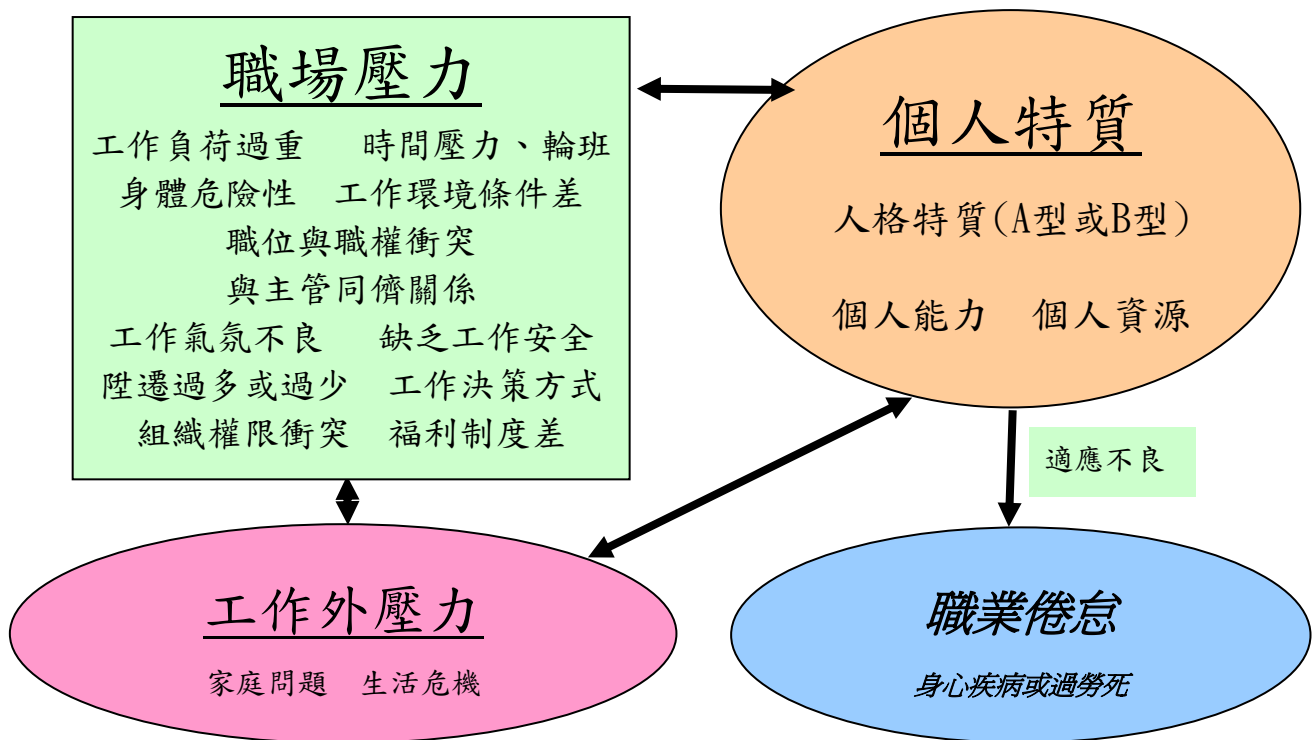 職場壓力
工作負荷過重 時間壓力、輪班
身體危險性 工作環境條件差
職位與職權衝突
與主管同儕關係
工作氣氛不良 缺乏工作安全
陞遷過多或過少 工作決策方式
組織權限衝突 福利制度差
個人特質
人格特質(A型或B型)
個人能力 個人資源
適應不良
工作外壓力
家庭問題 生活危機
職業倦怠
身心疾病或過勞死